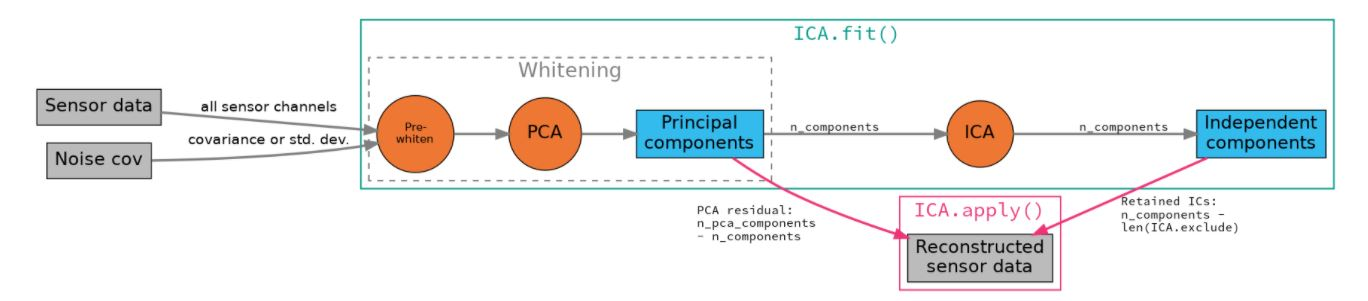 ICA.fit()
Whitening
Sensor data
all sensor channels
Noise cov
covariance or std. dev.
Pre-
whiten
PCA
Principal
components
n_components
ICA
n_components
Independent
components
PCA residual:
n_pca_components
- n_components
ICA.apply()
Reconstructed
sensor data
Retained ICs:
n_components -
len(ICA.exclude)